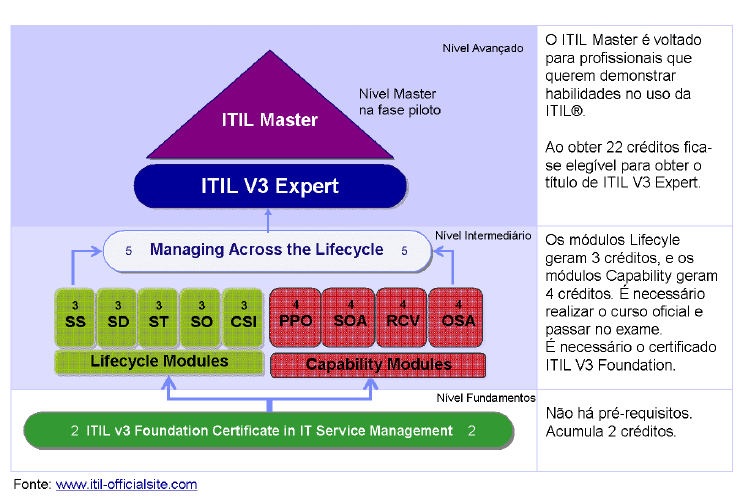 Nível Avançado
Nível Master
na fase piloto
ITIL Master
ITIL V3 Expert
O ITIL Master é voltado
para profissionais que
querem demonstrar
habilidades no uso da
ITIL®.
Ao obter 22 créditos fica-
se elegível para obter o
título de ITIL V3 Expert.
Nível Intermediário
5 Managing Across the Lifecycle 5
3 3 3 3 3 4 4 4 4
SS SD ST SO CSI PPO SOA RCV OSA
Lifecycle Modules Capability Modules
Os módulos Lifecyle
geram 3 créditos, e os
módulos Capability geram
4 créditos. É necessário
realizar o curso oficial e
passar no exame.
É necessário o certificado
ITIL V3 Foundation.
Nível Fundamentos
2 ITIL v3 Foundation Certificate in IT Service Management 2
Não há pré-requisitos.
Acumula 2 créditos.
Fonte: www.itil-officialsite.com